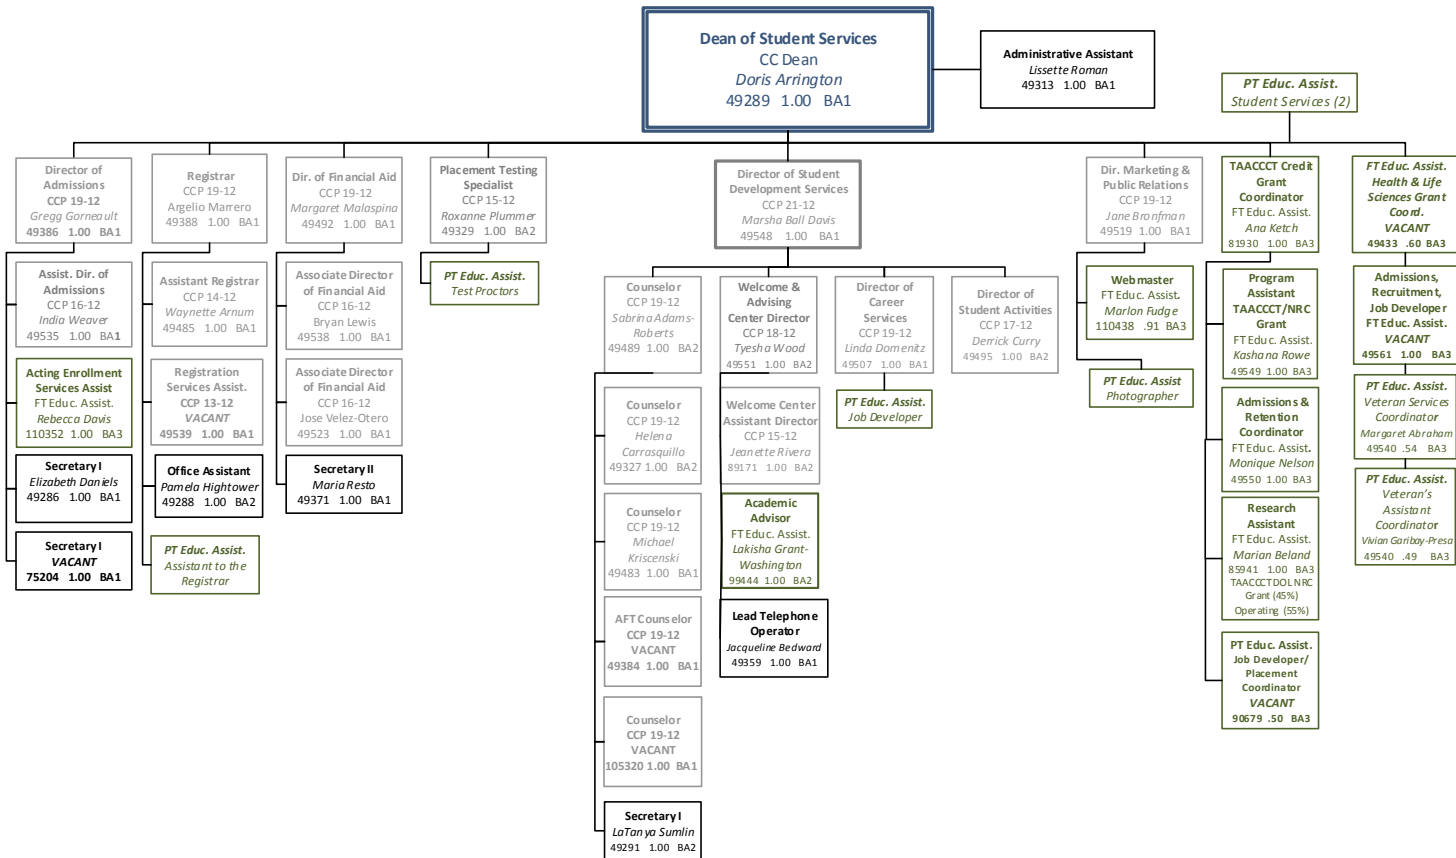 Dean of Student Services
CC Dean
Doris Arrington
49289 1.00 BA1
Administrative Assistant
Lissette Roman
49313 1.00 BA1
PT Educ. Assist.
Student Services (2)
Director of
Admissions
CCP 19-12
Gregg Gorneault
49386 1.00 BA1
Registrar
CCP 19-12
Argelio Marrero
49388 1.00 BA1
Dir. of Financial Aid
CCP 19-12
Margaret Malaspina
49492 1.00 BA1
Placement Testing
Specialist
CCP 15-12
Roxanne Plummer
49329 1.00 BA2
Director of Student
Development Services
CCP 21-12
Marsha Ball Davis
49548 1.00 BA1
Dir. Marketing &
Public Relations
CCP 19-12
Jane Bronfman
49519 1.00 BA1
TAACCCT Credit
Grant
Coordinator
FT Educ. Assist.
Ana Ketch
81930 1.00 BA3
FT Educ. Assist.
Health & Life
Sciences Grant
Coord.
VACANT
49433 .60 BA3
Assist. Dir. of
Admissions
CCP 16-12
India Weaver
49535 1.00 BA1
Assistant Registrar
CCP 14-12
Waynette Arnum
49485 1.00 BA1
Associate Director
of Financial Aid
CCP 16-12
Bryan Lewis
49538 1.00 BA1
PT Educ. Assist.
Test Proctors
Counselor
CCP 19-12
Sabrina Adams-
Roberts
49489 1.00 BA2
Welcome &
Advising
Center Director
CCP 18-12
Tyesha Wood
49551 1.00 BA2
Director of
Career
Services
CCP 19-12
Linda Domenitz
49507 1.00 BA1
Director of
Student Activities
CCP 17-12
Derrick Curry
49495 1.00 BA2
Webmaster
FT Educ. Assist.
Marlon Fudge
110438 .91 BA3
Program
Assistant
TAACCCT/NRC
Grant
FT Educ. Assist.
Kashana Rowe
49549 1.00 BA3
Admissions,
Recruitment,
Job Developer
FT Educ. Assist.
VACANT
49561 1.00 BA3
Acting Enrollment
Services Assist
FT Educ. Assist.
Rebecca Davis
110352 1.00 BA3
Registration
Services Assist.
CCP 13-12
VACANT
49539 1.00 BA1
Associate Director
of Financial Aid
CCP 16-12
Jose Velez-Otero
49523 1.00 BA1
Counselor
CCP 19-12
Helena
Carrasquillo
49327 1.00 BA2
Welcome Center
Assistant Director
CCP 15-12
Jeanette Rivera
89171 1.00 BA2
PT Educ. Assist.
Job Developer
PT Educ. Assist
Photographer
Admissions &
Retention
Coordinator
FT Educ. Assist.
Monique Nelson
49550 1.00 BA3
PT Educ. Assist.
Veteran Services
Coordinator
Margaret Abraham
49540 .54 BA3
Secretary I
Elizabeth Daniels
49286 1.00 BA1
Office Assistant
Pamela Hightower
49288 1.00 BA2
Secretary II
Maria Resto
49371 1.00 BA1
Counselor
CCP 19-12
Michael
Kriscenski
49483 1.00 BA1
Academic
Advisor
FT Educ. Assist.
Lakisha Grant-
Washington
99444 1.00 BA2
Research
Assistant
FT Educ. Assist.
Marian Beland
85941 1.00 BA3
TAACCCT DOL NRC
Grant (45%)
Operating (55%)
PT Educ. Assist.
Veteran's
Assistant
Coordinator
Vivian Garibay-Presa
49540 .49 BA3
Secretary I
VACANT
75204 1.00 BA1
PT Educ. Assist.
Assistant to the
Registrar
AFT Counselor
CCP 19-12
VACANT
49384 1.00 BA1
Lead Telephone
Operator
Jacqueline Bedward
49359 1.00 BA1
PT Educ. Assist.
Job Developer/
Placement
Coordinator
VACANT
90679 .50 BA3
Counselor
CCP 19-12
VACANT
105320 1.00 BA1
Secretary I
LaTanya Sumlin
49291 1.00 BA2